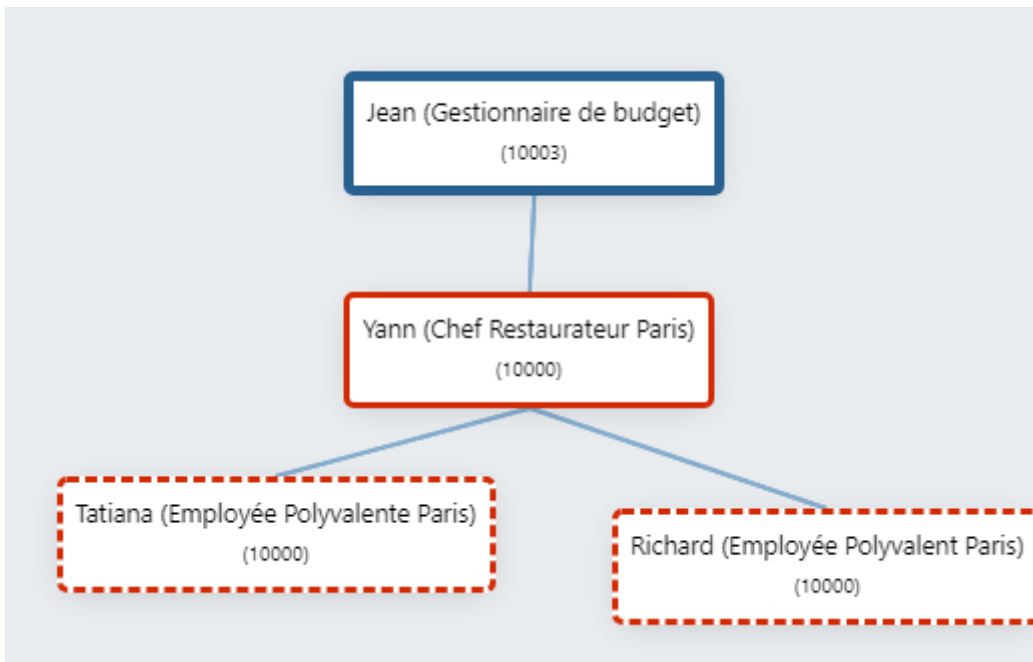 Jean (Gestionnaire de budget)
(10003)
Yann (Chef Restaurateur Paris)
(10000)
Tatiana (Employée Polyvalente Paris)
(10000)
Richard (Employée Polyvalent Paris)
(10000)